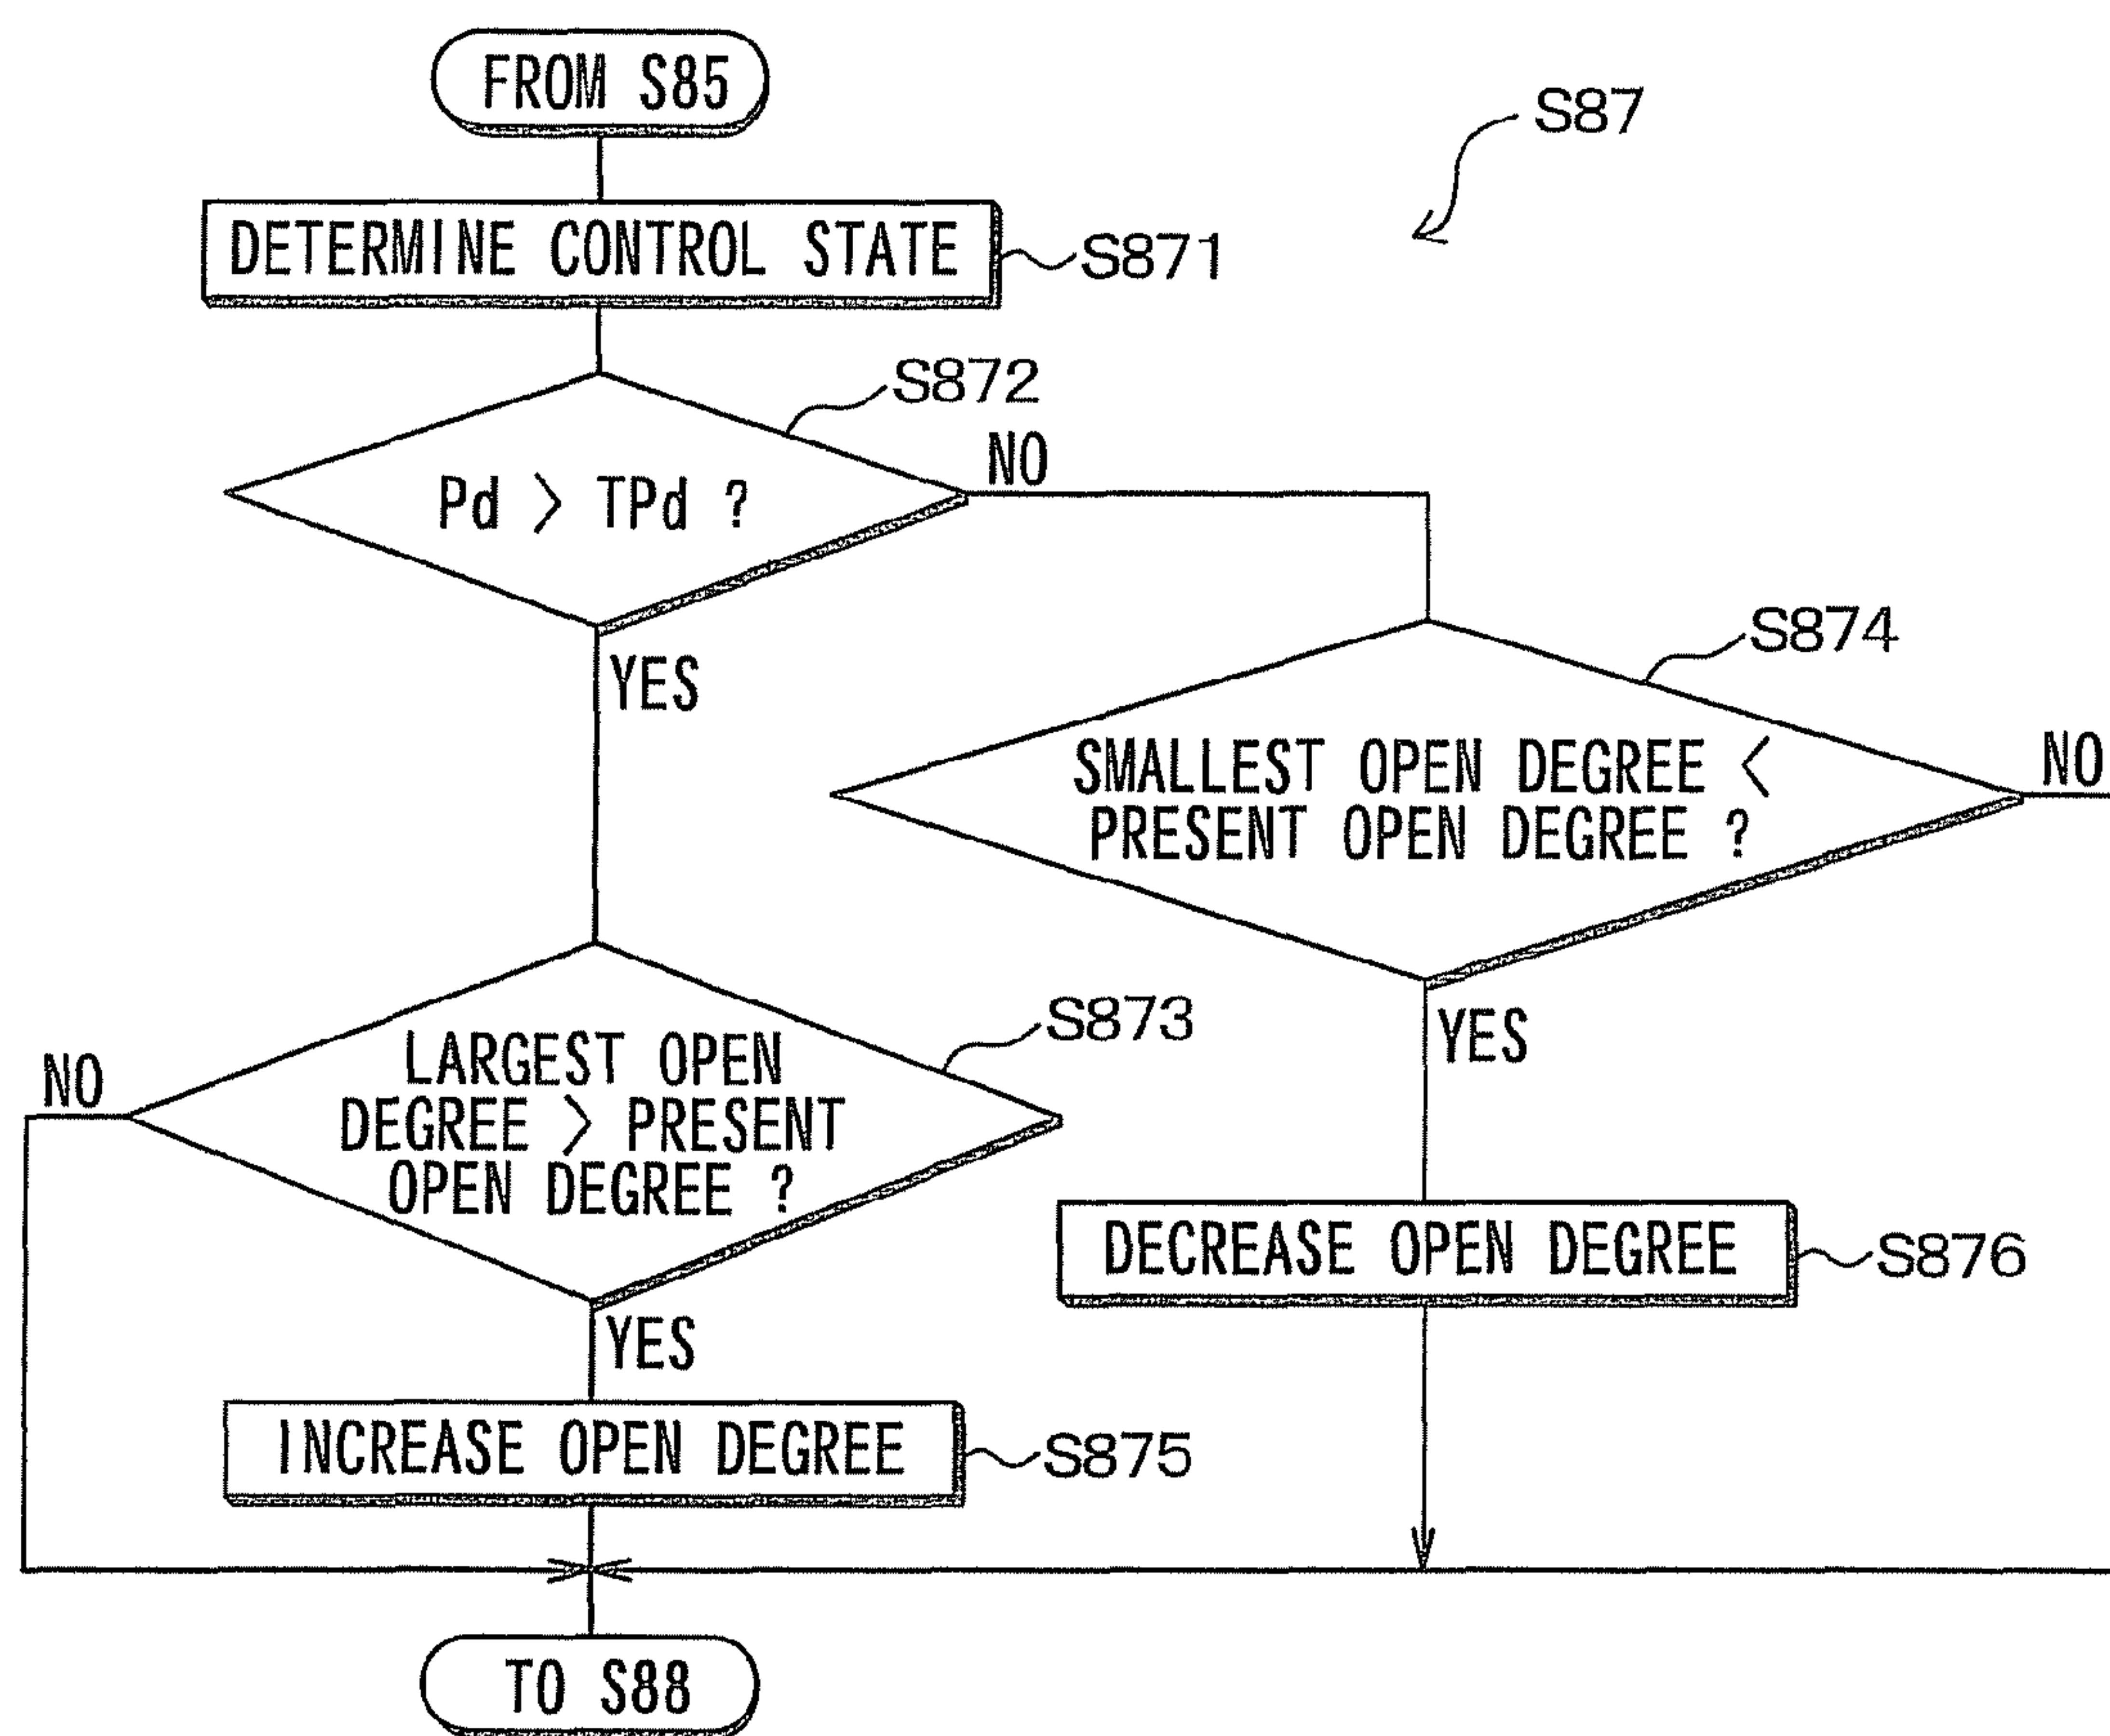 FROM S85
S87
DETERMINE CONTROL STATE
S871
S872
Pd > TPd ?
NO
YES
S874
SMALLEST OPEN DEGREE <
PRESENT OPEN DEGREE ?
NO
YES
S873
LARGEST OPEN
DEGREE > PRESENT
OPEN DEGREE ?
NO
YES
DECREASE OPEN DEGREE
S876
INCREASE OPEN DEGREE
S875
TO S88